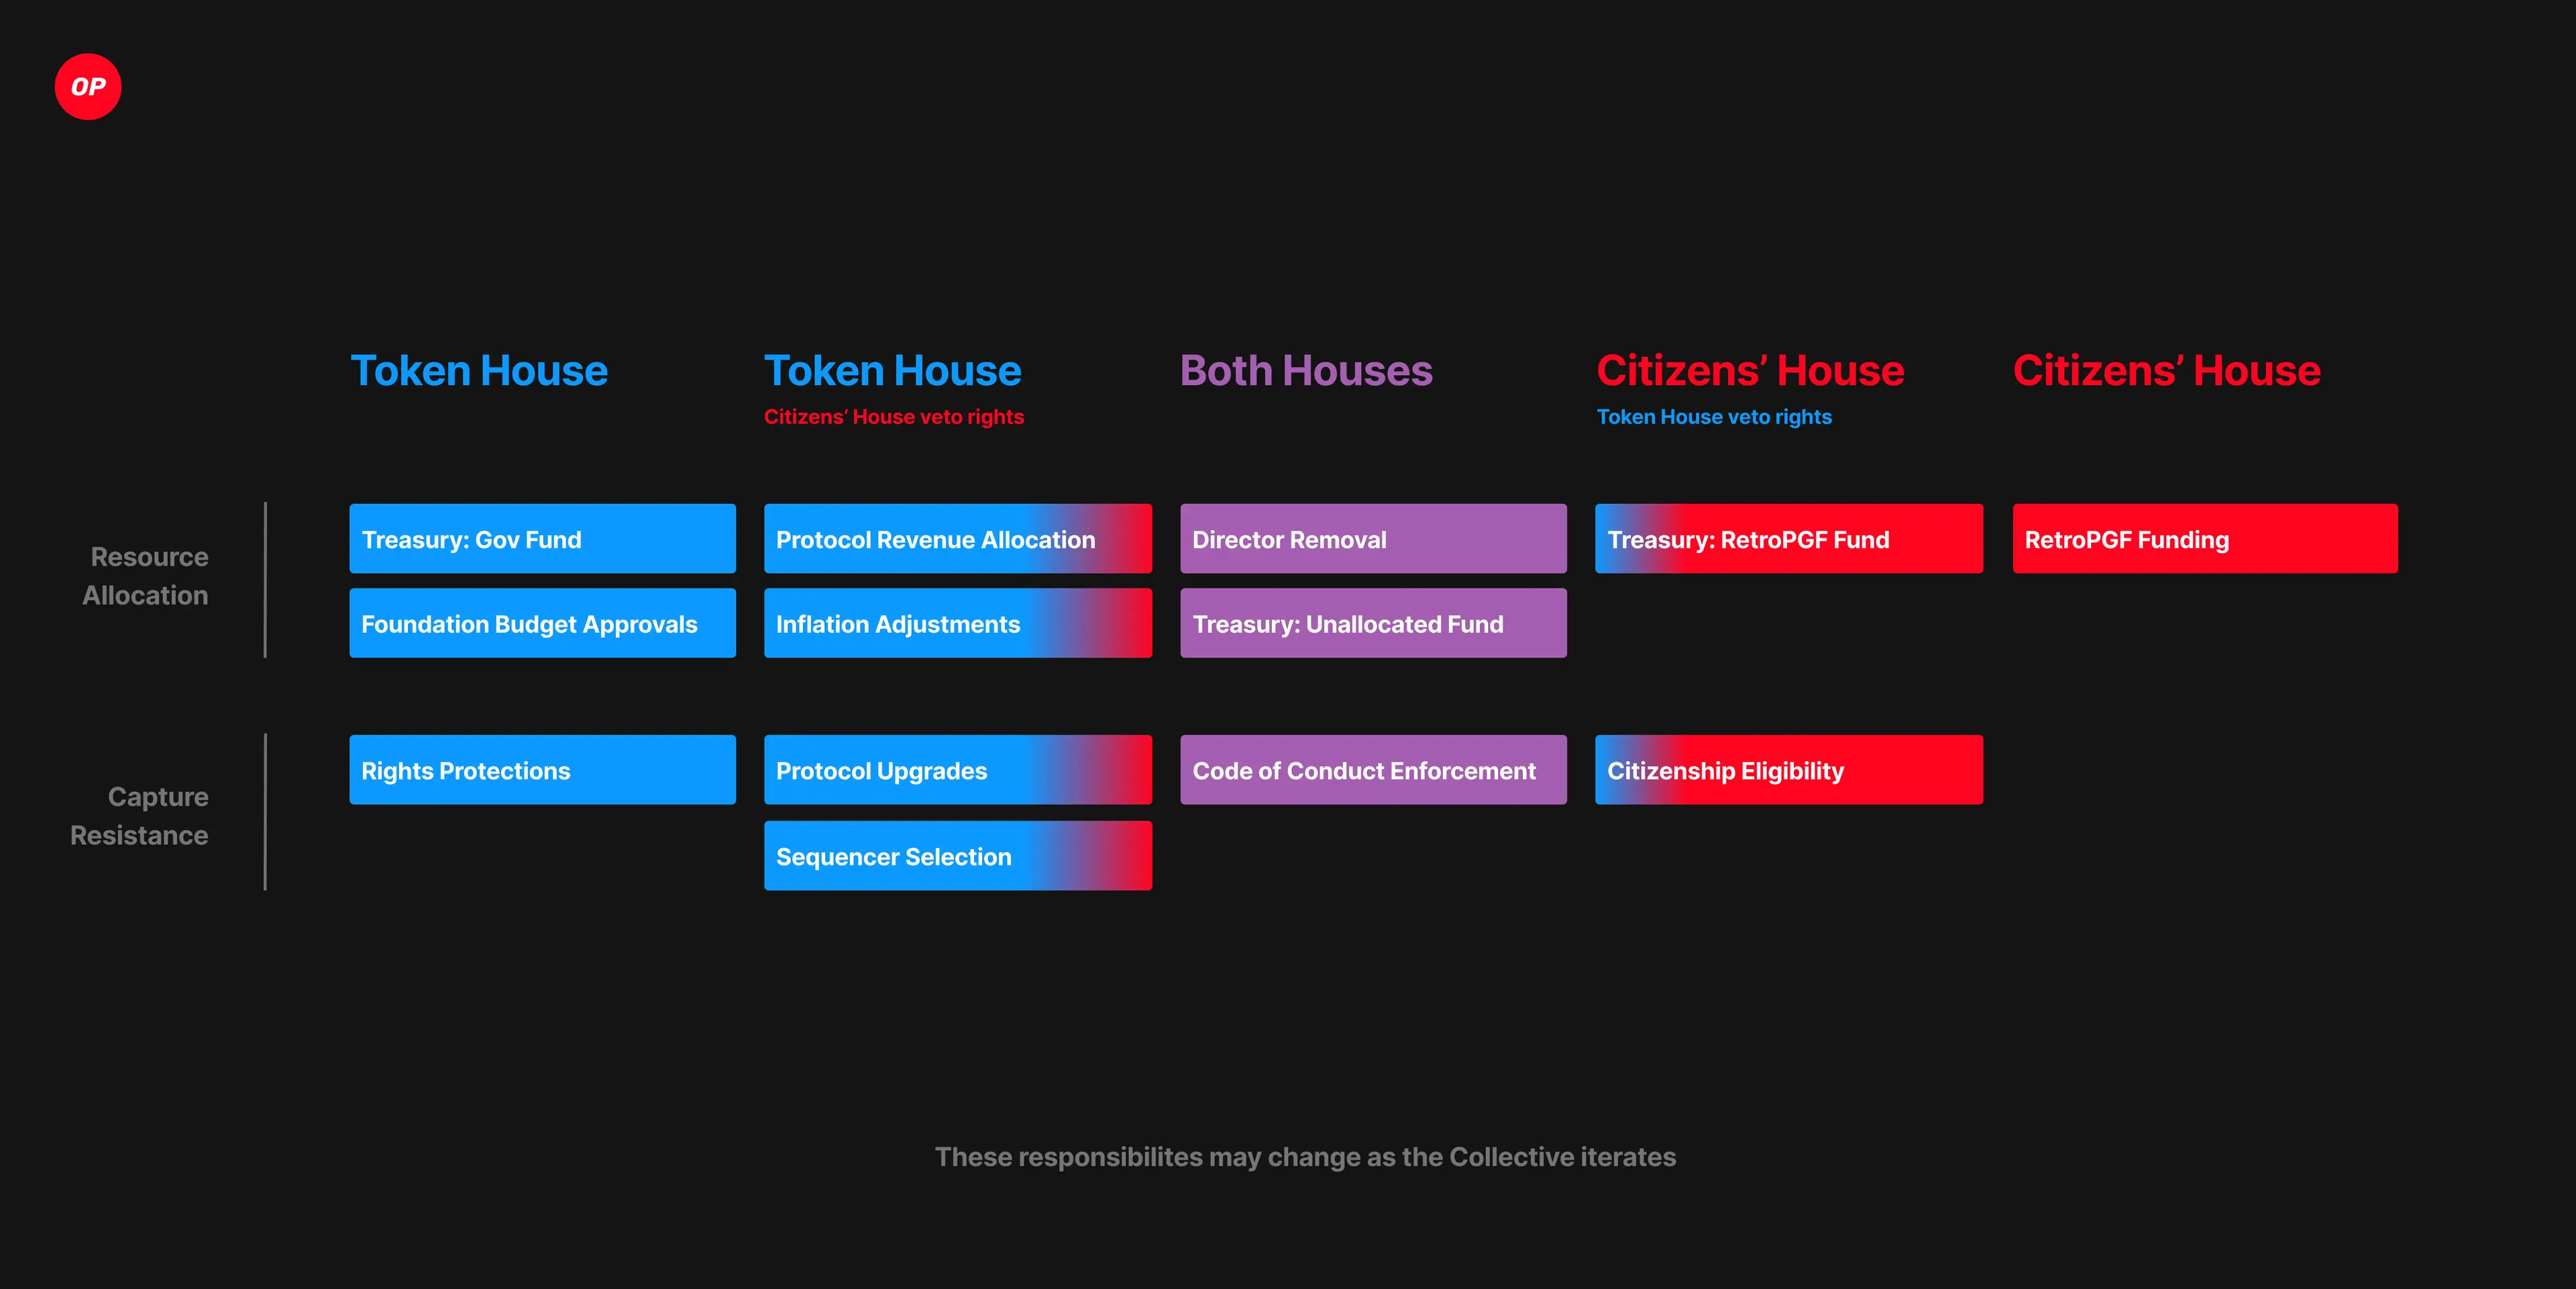 OP
Token House
Token House
Both Houses
Citizens’ House
Citizens’ House
Citizens’ House veto rights
Token House veto rights
Resource
Allocation
Treasury: Gov Fund
Protocol Revenue Allocation
Director Removal
Treasury: RetroPGF Fund
RetroPGF Funding
Foundation Budget Approvals
Inflation Adjustments
Treasury: Unallocated Fund
Capture
Resistance
Rights Protections
Protocol Upgrades
Code of Conduct Enforcement
Citizenship Eligibility
Sequencer Selection
These responsibilites may change as the Collective iterates